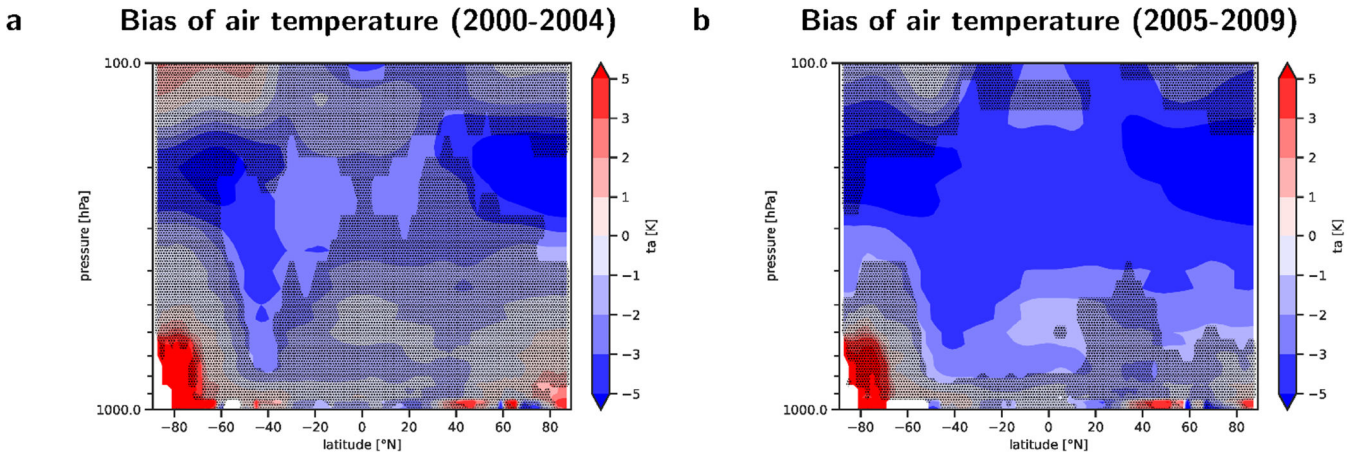 a Bias of air temperature (2000-2004)
100.0
pressure [hPa]
1000.0
−80 −60 −40 −20 0 20 40 60 80
latitude [°N]
5
3
2
1
0
−1
−2
−3
−5
ta [K]
b Bias of air temperature (2005-2009)
100.0
pressure [hPa]
1000.0
−80 −60 −40 −20 0 20 40 60 80
latitude [°N]
5
3
2
1
0
−1
−2
−3
−5
ta [K]